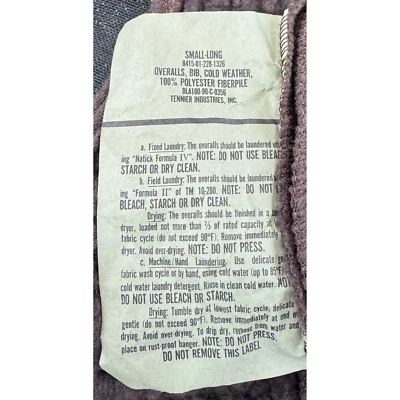 SMALL-LONG
8415-01-228-1326
OVERALLS, BIB, COLD WEATHER,
100% POLYESTER FIBERPILE
DLA100-90-C-0356
TENNIER INDUSTRIES, INC.
a. Fixed Laundry: The overalls should be laundered us
ing "Natick Formula IV". NOTE: DO NOT USE BLEAC
STARCH OR DRY CLEAN.
b. Field Laundry: The overalls should be laundered
ing "Formula II" of TM 10-280. NOTE: DO NOT U
BLEACH, STARCH OR DRY CLEAN.
Drying: The overalls should be finished in a
dryer, loaded not more than ⅔ of rated capacity at
fabric cycle (do not exceed 90°F). Remove immediately
dryer. Avoid over-drying. NOTE: DO NOT PRESS.
c. Machine/Hand Laundering: Use delicate
fabric wash cycle or by hand, using cold water (up to 85°F
cold water laundry detergent. Rinse in clean cold water.
DO NOT USE BLEACH OR STARCH.
Drying: Tumble dry at lowest fabric cycle, delicate
gentle (do not exceed 90°F). Remove immediately at end o
drying. Avoid over-drying. To drip dry, remove from water and
place on rust-proof hanger. NOTE: DO NOT PRESS.
DO NOT REMOVE THIS LABEL